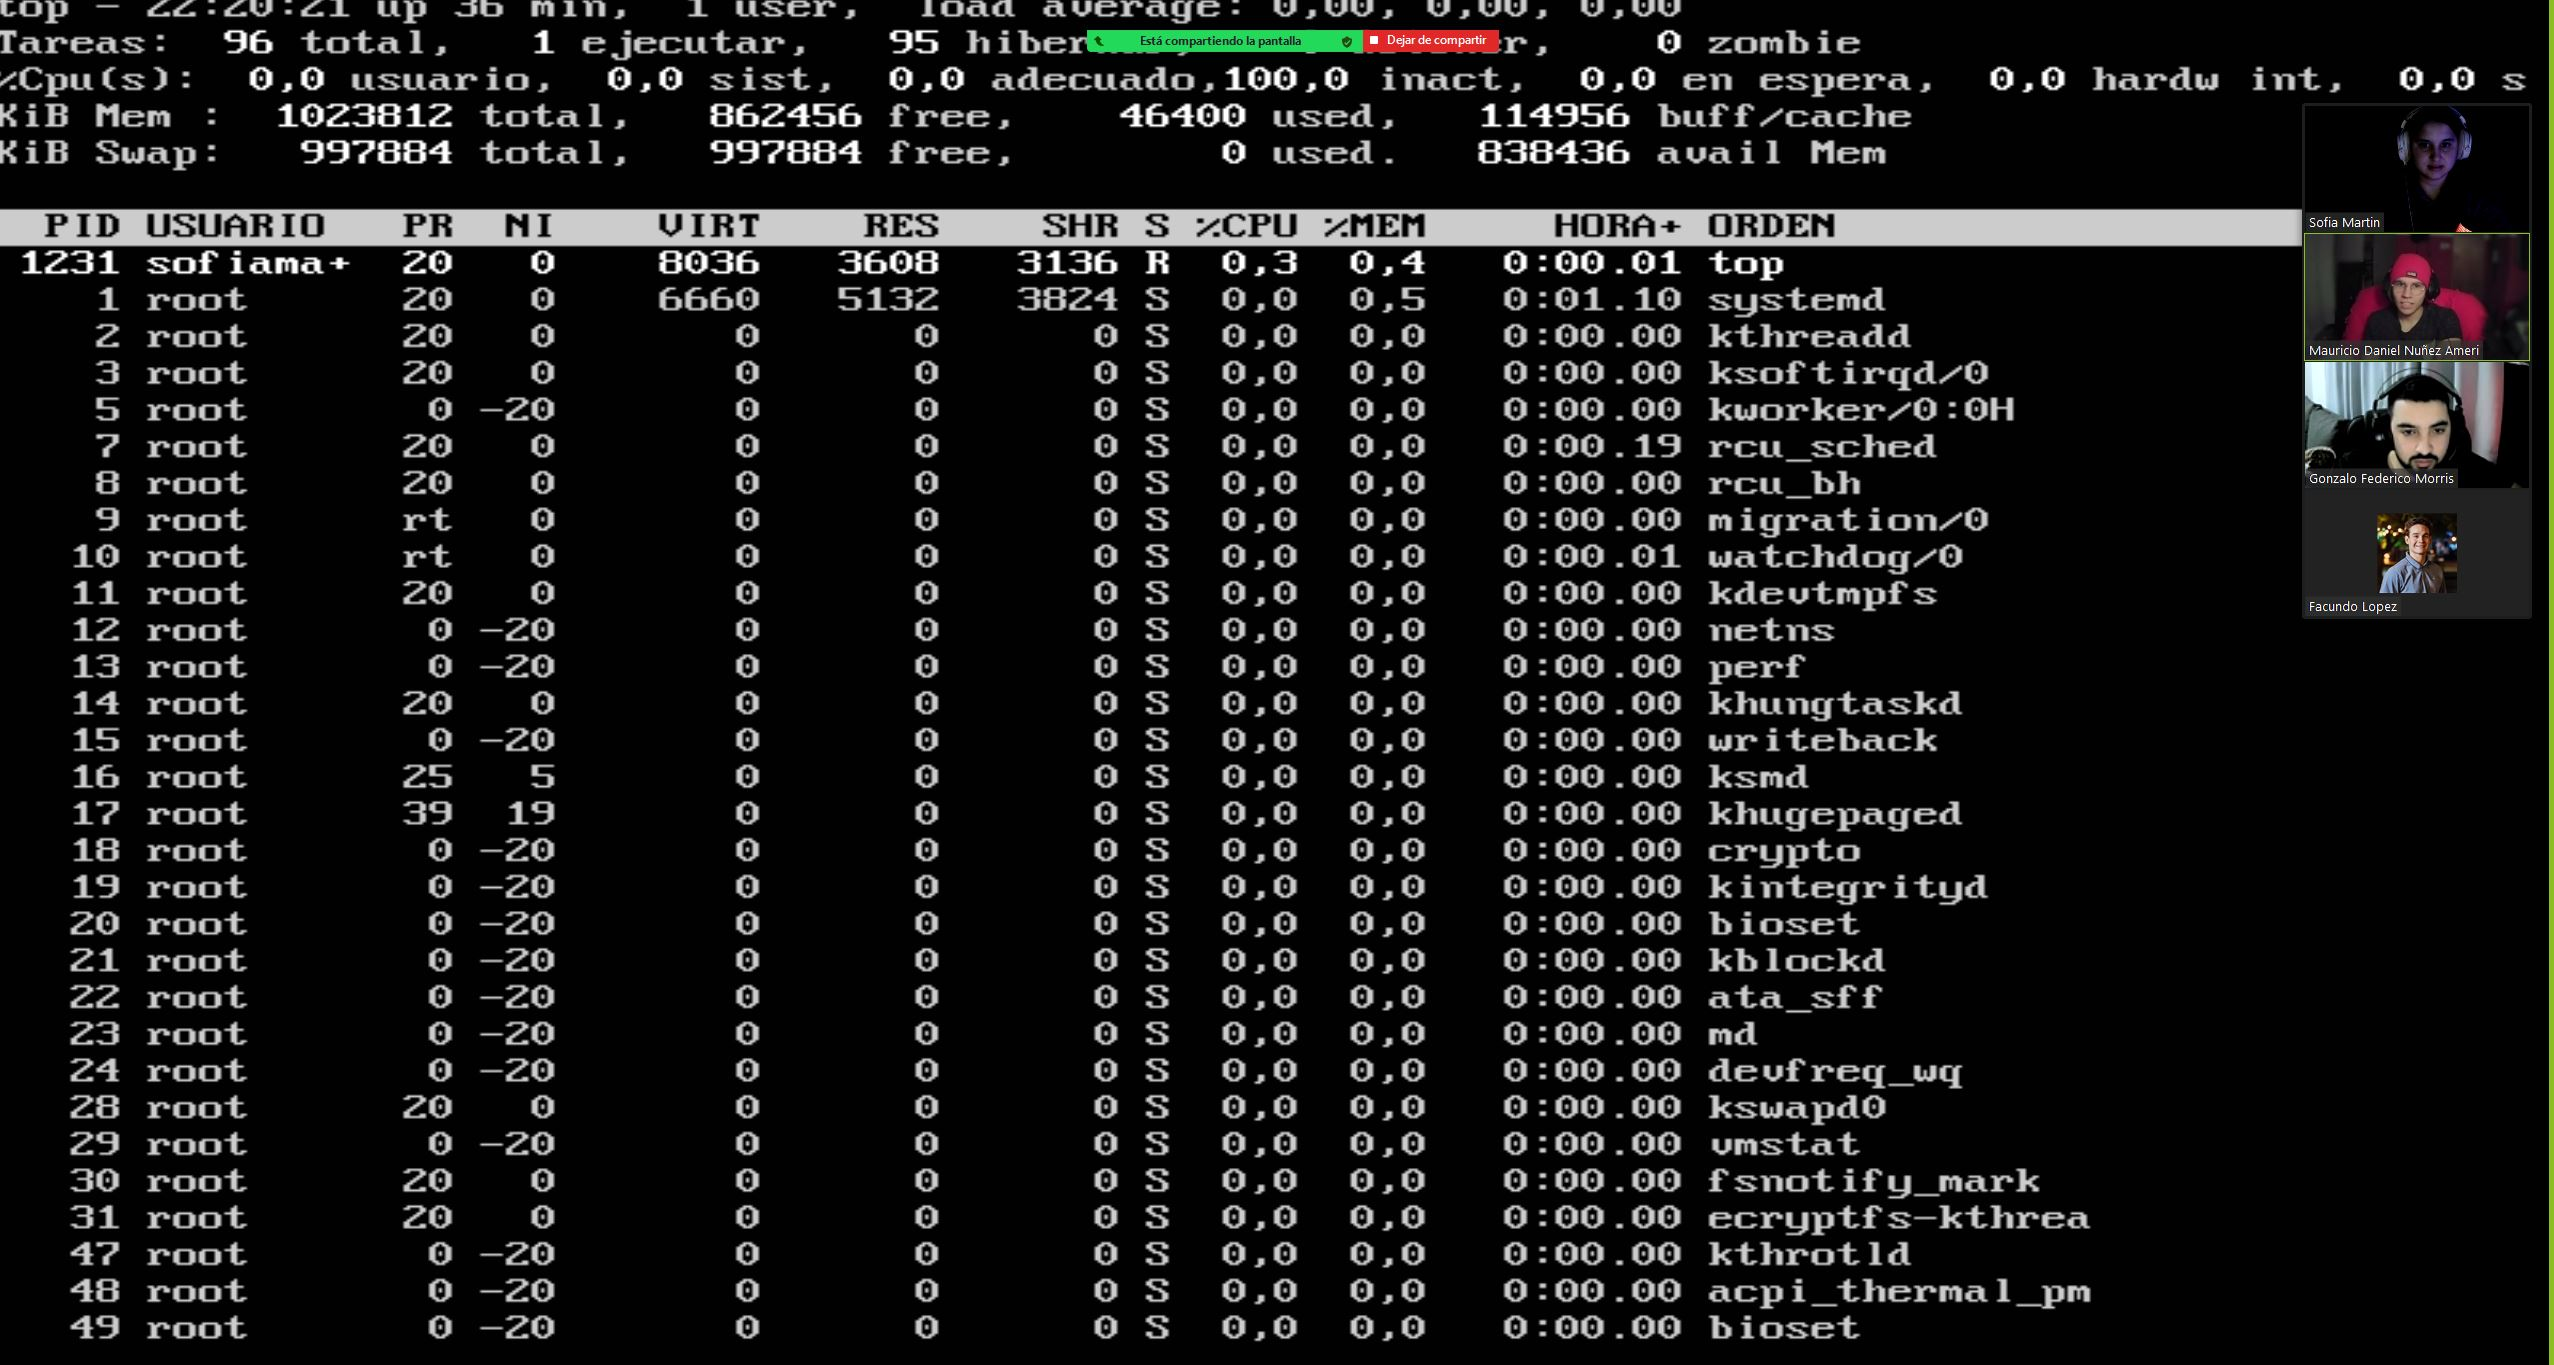 top - 22:20:21 up 36 min, 1 user, load average: 0,00, 0,00, 0,00
Tareas: 96 total, 1 ejecutar, 95 hiber r, 0 zombie
Está compartiendo la pantalla Dejar de compartir
%Cpu(s): 0,0 usuario, 0,0 sist, 0,0 adecuado,100,0 inact, 0,0 en espera, 0,0 hardw int, 0,0 s
KiB Mem : 1023812 total, 862456 free, 46400 used, 114956 buff/cache
KiB Swap: 997884 total, 997884 free, 0 used. 838436 avail Mem
PID USUARIO PR NI VIRT RES SHR S %CPU %MEM HORA+ ORDEN
1231 sofiama+ 20 0 8036 3608 3136 R 0,3 0,4 0:00.01 top
1 root 20 0 6660 5132 3824 S 0,0 0,5 0:01.10 systemd
2 root 20 0 0 0 0 S 0,0 0,0 0:00.00 kthreadd
3 root 20 0 0 0 0 S 0,0 0,0 0:00.00 ksoftirqd/0
5 root 0 -20 0 0 0 S 0,0 0,0 0:00.00 kworker/0:0H
7 root 20 0 0 0 0 S 0,0 0,0 0:00.19 rcu_sched
8 root 20 0 0 0 0 S 0,0 0,0 0:00.00 rcu_bh
9 root rt 0 0 0 0 S 0,0 0,0 0:00.00 migration/0
10 root rt 0 0 0 0 S 0,0 0,0 0:00.01 watchdog/0
11 root 20 0 0 0 0 S 0,0 0,0 0:00.00 kdevtmpfs
12 root 0 -20 0 0 0 S 0,0 0,0 0:00.00 netns
13 root 0 -20 0 0 0 S 0,0 0,0 0:00.00 perf
14 root 20 0 0 0 0 S 0,0 0,0 0:00.00 khungtaskd
15 root 0 -20 0 0 0 S 0,0 0,0 0:00.00 writeback
16 root 25 5 0 0 0 S 0,0 0,0 0:00.00 ksmd
17 root 39 19 0 0 0 S 0,0 0,0 0:00.00 khugepaged
18 root 0 -20 0 0 0 S 0,0 0,0 0:00.00 crypto
19 root 0 -20 0 0 0 S 0,0 0,0 0:00.00 kintegrityd
20 root 0 -20 0 0 0 S 0,0 0,0 0:00.00 bioset
21 root 0 -20 0 0 0 S 0,0 0,0 0:00.00 kblockd
22 root 0 -20 0 0 0 S 0,0 0,0 0:00.00 ata_sff
23 root 0 -20 0 0 0 S 0,0 0,0 0:00.00 md
24 root 0 -20 0 0 0 S 0,0 0,0 0:00.00 devfreq_wq
28 root 20 0 0 0 0 S 0,0 0,0 0:00.00 kswapd0
29 root 0 -20 0 0 0 S 0,0 0,0 0:00.00 vmstat
30 root 20 0 0 0 0 S 0,0 0,0 0:00.00 fsnotify_mark
31 root 20 0 0 0 0 S 0,0 0,0 0:00.00 ecryptfs-kthrea
47 root 0 -20 0 0 0 S 0,0 0,0 0:00.00 kthrotld
48 root 0 -20 0 0 0 S 0,0 0,0 0:00.00 acpi_thermal_pm
49 root 0 -20 0 0 0 S 0,0 0,0 0:00.00 bioset
Sofia Martin
Mauricio Daniel Nuñez Ameri
Gonzalo Federico Morris
Facundo Lopez